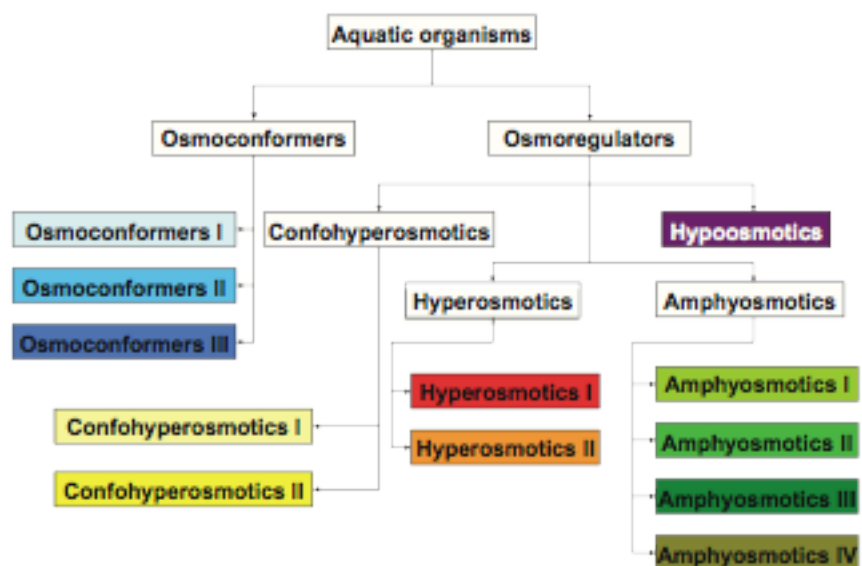 Aquatic organisms
Osmoconformers
Osmoregulators
Osmoconformers I
Confohyperosmotics
Hypoosmotics
Osmoconformers II
Hyperosmotics
Amphyosmotics
Osmoconformers III
Hyperosmotics I
Amphyosmotics I
Confohyperosmotics I
Hyperosmotics II
Amphyosmotics II
Confohyperosmotics II
Amphyosmotics III
Amphyosmotics IV